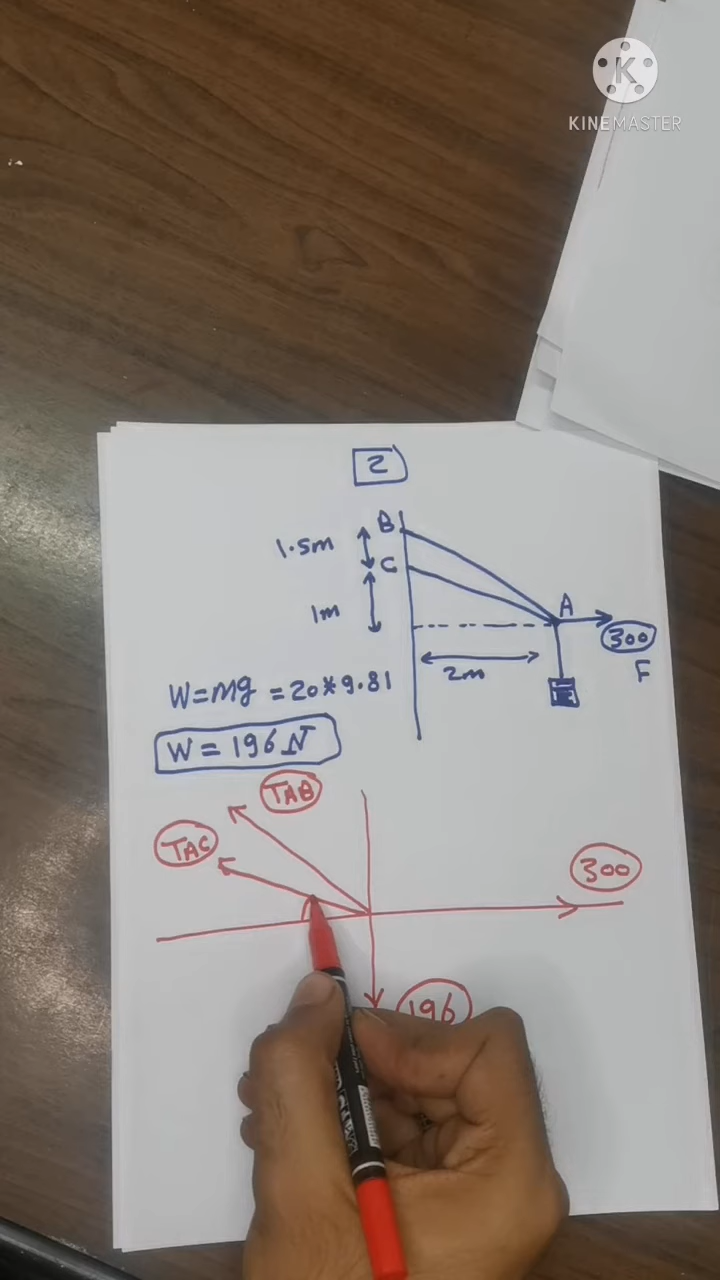 K
KINEMASTER
2
B
1.5m
C
1m
A
300
F
2m
W=mg = 20*9.81
W = 196 N
TAB
TAC
300
196